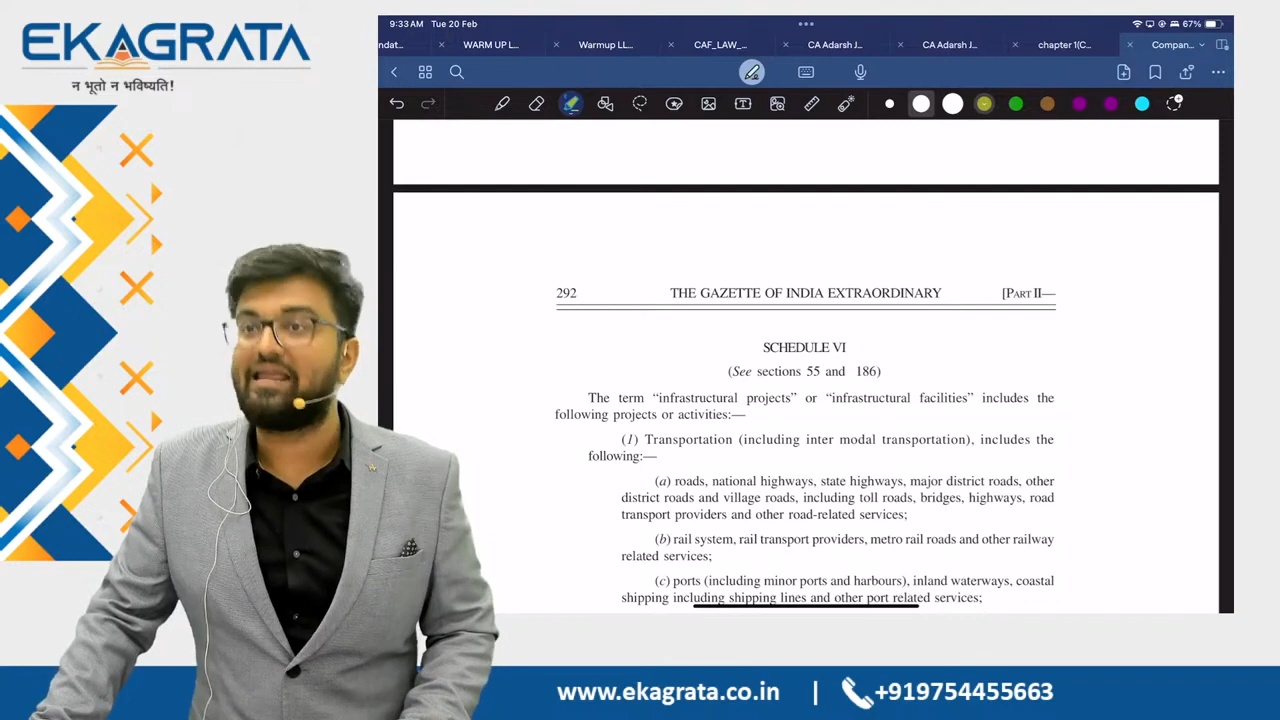 EKAGRATA
न भूतो न भविष्यति!
9:33 AM Tue 20 Feb
67%
ndat...
WARM UP L...
Warmup LL..
CAF_LAW_...
CA Adarsh J...
CA Adarsh J...
chapter 1(C...
Compan...
292 THE GAZETTE OF INDIA EXTRAORDINARY [PART II—
SCHEDULE VI
(See sections 55 and 186)
The term “infrastructural projects” or “infrastructural facilities” includes the
following projects or activities:—
(1) Transportation (including inter modal transportation), includes the
following:—
(a) roads, national highways, state highways, major district roads, other
district roads and village roads, including toll roads, bridges, highways, road
transport providers and other road-related services;
(b) rail system, rail transport providers, metro rail roads and other railway
related services;
(c) ports (including minor ports and harbours), inland waterways, coastal
shipping including shipping lines and other port related services;
www.ekagrata.co.in | +919754455663